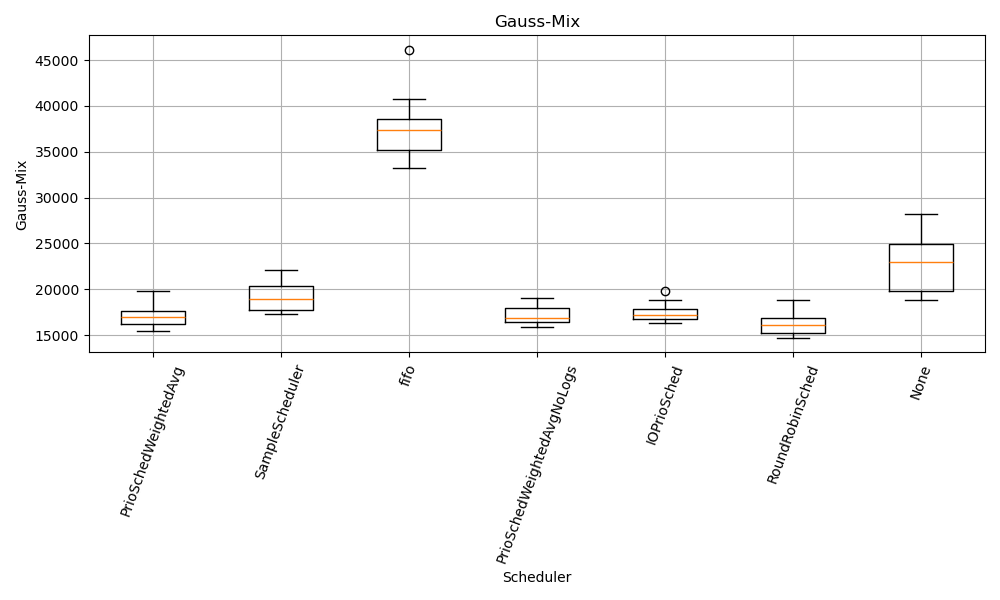 Gauss-Mix
Gauss-Mix
45000
40000
35000
30000
25000
20000
15000
PrioSchedWeightedAvg
SampleScheduler
fifo
PrioSchedWeightedAvgNoLogs
IOPrioSched
RoundRobinSched
None
Scheduler